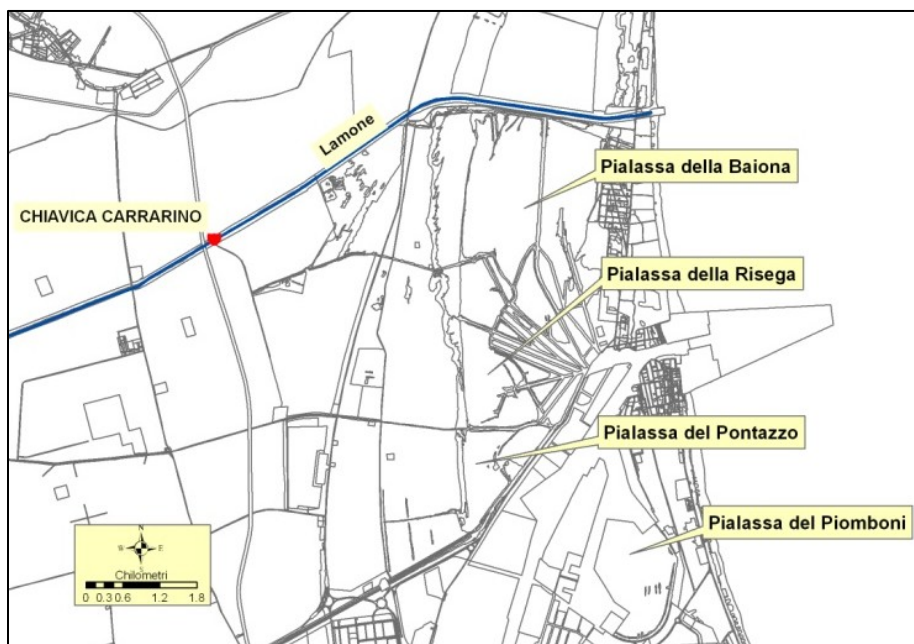 Lamone
Pialassa della Baiona
CHIAVICA CARRARINO
Pialassa della Risega
Pialassa del Pontazzo
Pialassa del Piomboni
N
W E
S
Chilometri
0 0.3 0.6 1.2 1.8